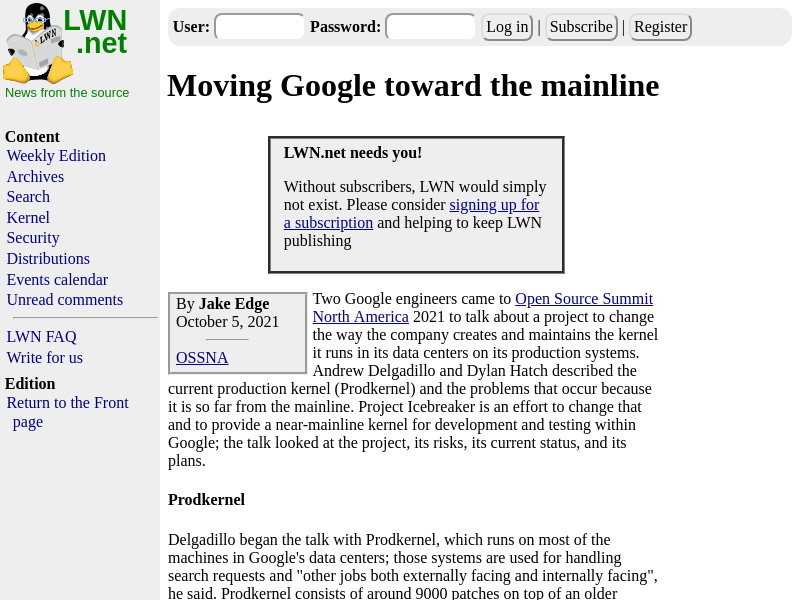 LWN
.net
News from the source
Content
Weekly Edition
Archives
Search
Kernel
Security
Distributions
Events calendar
Unread comments
LWN FAQ
Write for us
Edition
Return to the Front
page
User: Password: Log in | Subscribe | Register
Moving Google toward the mainline
LWN.net needs you!
Without subscribers, LWN would simply
not exist. Please consider signing up for
a subscription and helping to keep LWN
publishing
By Jake Edge
October 5, 2021
OSSNA
Two Google engineers came to Open Source Summit
North America 2021 to talk about a project to change
the way the company creates and maintains the kernel
it runs in its data centers on its production systems.
Andrew Delgadillo and Dylan Hatch described the
current production kernel (Prodkernel) and the problems that occur because
it is so far from the mainline. Project Icebreaker is an effort to change that
and to provide a near-mainline kernel for development and testing within
Google; the talk looked at the project, its risks, its current status, and its
plans.
Prodkernel
Delgadillo began the talk with Prodkernel, which runs on most of the
machines in Google's data centers; those systems are used for handling
search requests and "other jobs both externally facing and internally facing",
he said. Prodkernel consists of around 9000 patches on top of an older